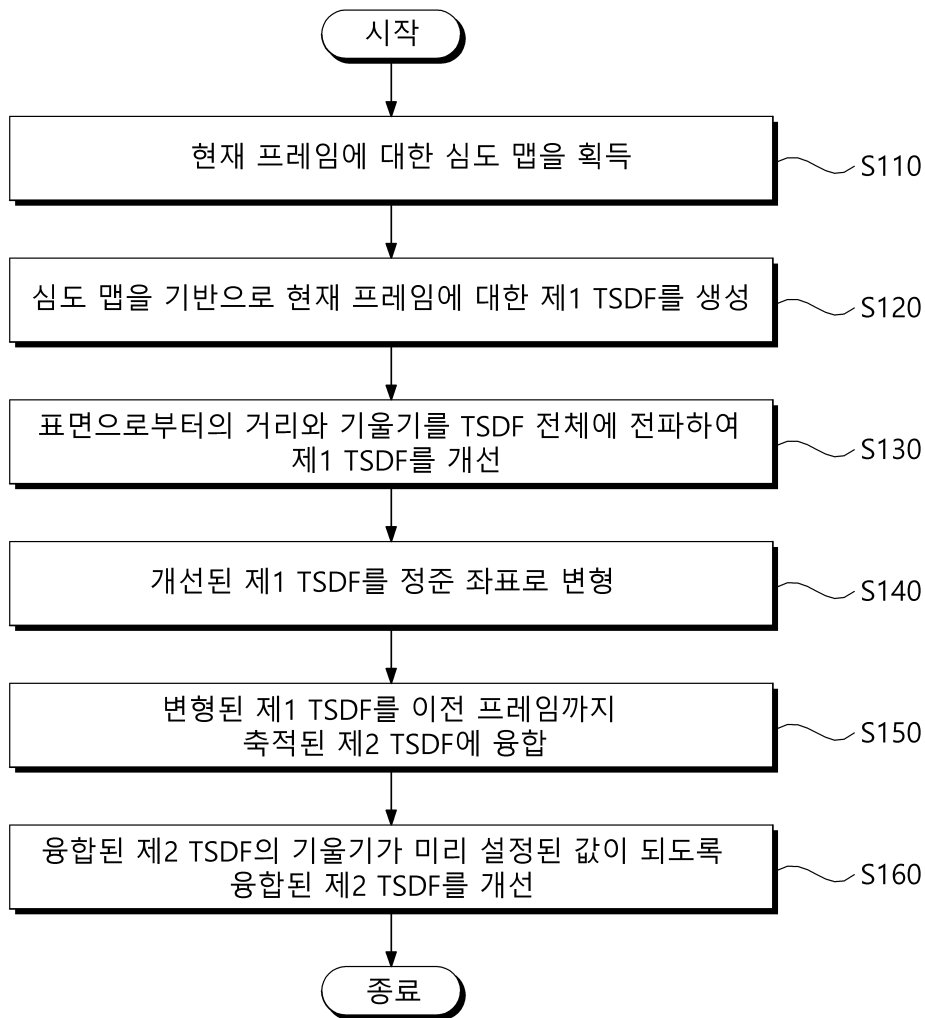 시작
현재 프레임에 대한 심도 맵을 획득
S110
심도 맵을 기반으로 현재 프레임에 대한 제1 TSDF를 생성
S120
표면으로부터의 거리와 기울기를 TSDF 전체에 전파하여
제1 TSDF를 개선
S130
개선된 제1 TSDF를 정준 좌표로 변형
S140
변형된 제1 TSDF를 이전 프레임까지
축적된 제2 TSDF에 융합
S150
융합된 제2 TSDF의 기울기가 미리 설정된 값이 되도록
융합된 제2 TSDF를 개선
S160
종료